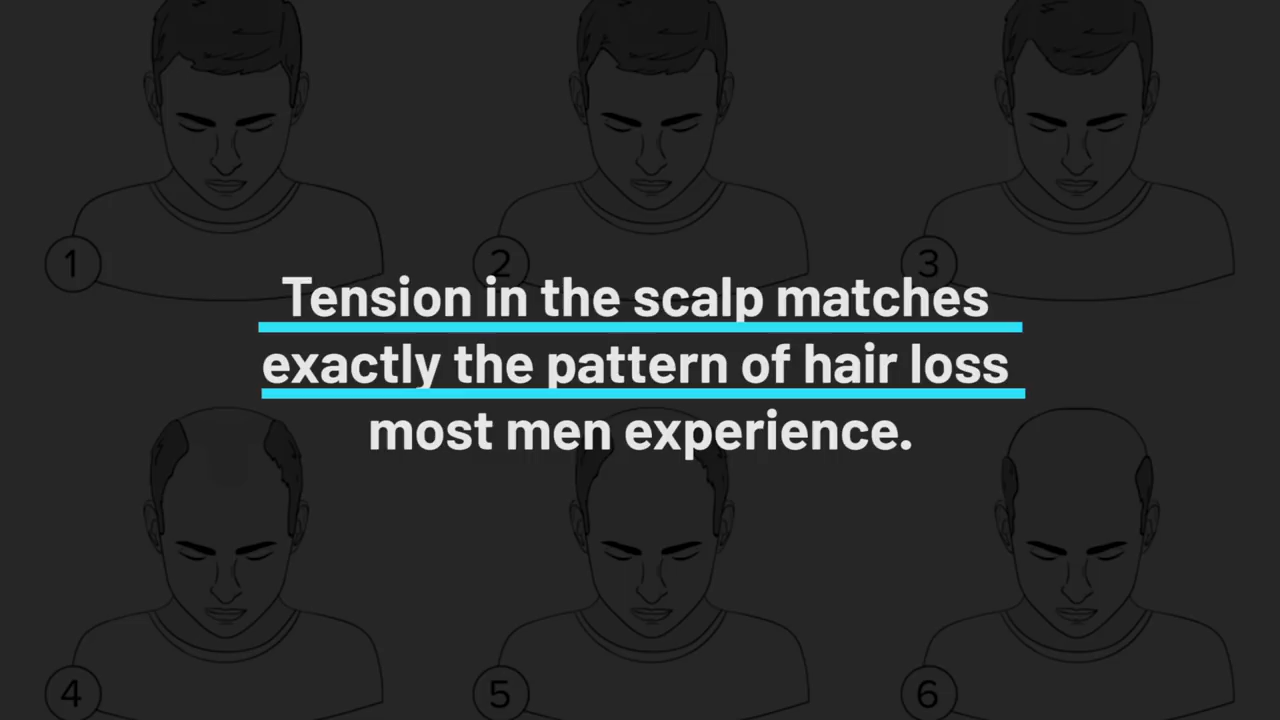 1
2
3
Tension in the scalp matches
exactly the pattern of hair loss
most men experience.
4
5
6